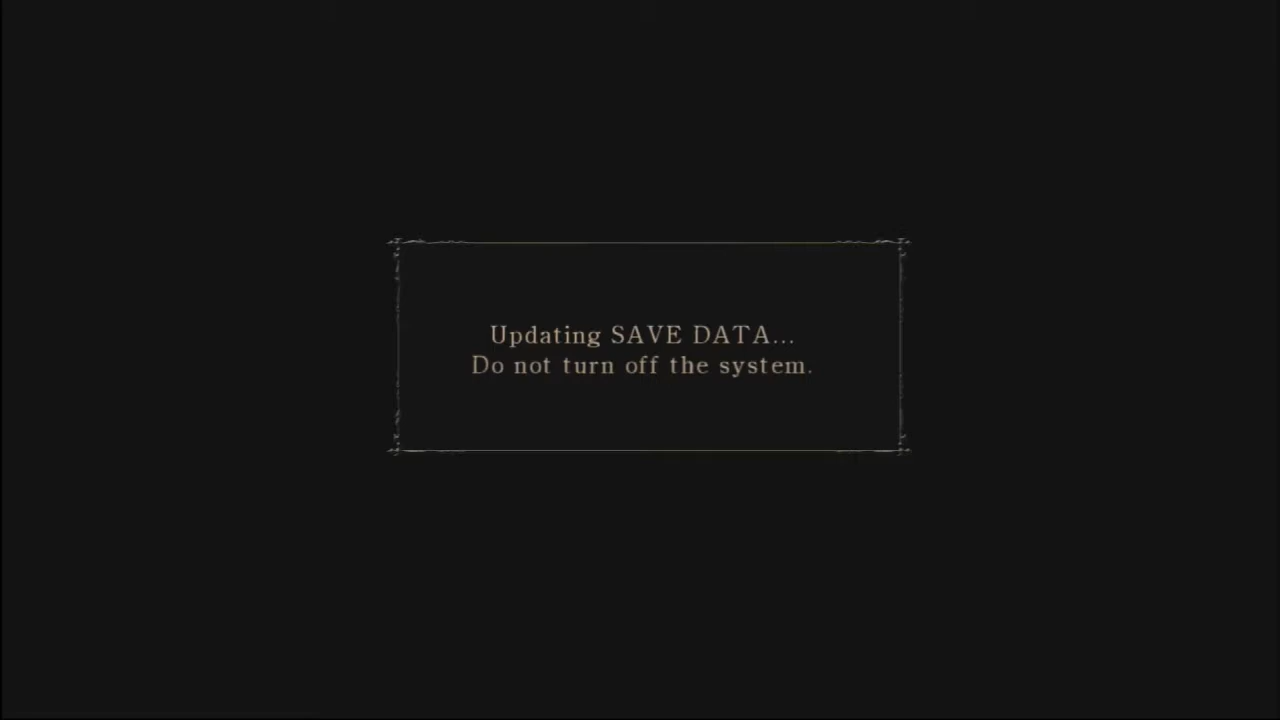 Updating SAVE DATA...
Do not turn off the system.